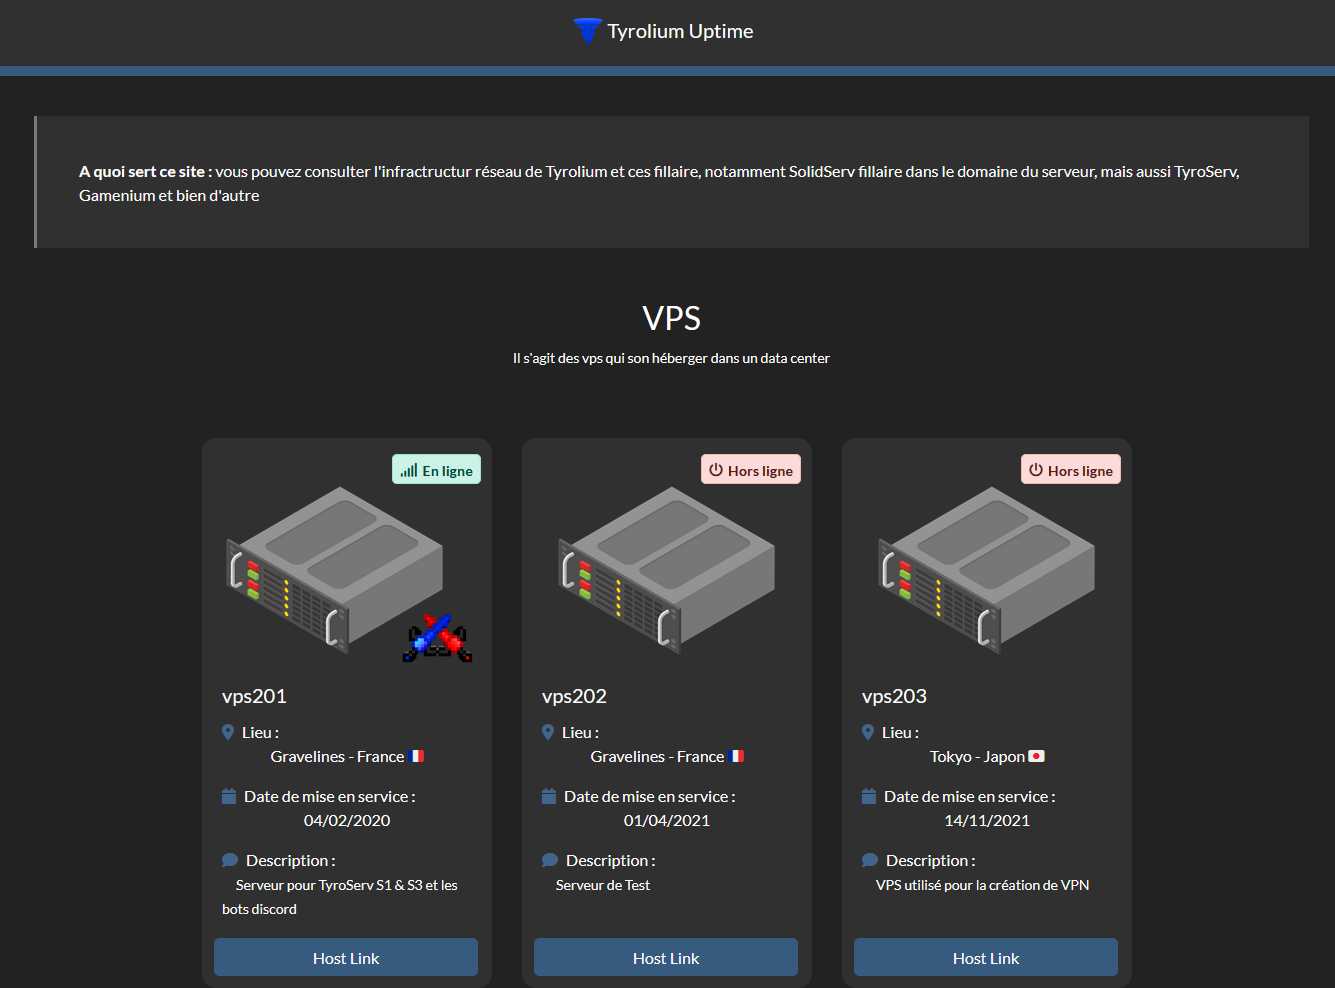 Tyrolium Uptime
A quoi sert ce site : vous pouvez consulter l'infractructur réseau de Tyrolium et ces fillaire, notamment SolidServ fillaire dans le domaine du serveur, mais aussi TyroServ,
Gamenium et bien d'autre
VPS
Il s'agit des vps qui son héberger dans un data center
En ligne
vps201
Lieu :
Gravelines - France
Date de mise en service :
04/02/2020
Description :
Serveur pour TyroServ S1 & S3 et les
bots discord
Host Link
Hors ligne
vps202
Lieu :
Gravelines - France
Date de mise en service :
01/04/2021
Description :
Serveur de Test
Host Link
Hors ligne
vps203
Lieu :
Tokyo - Japon
Date de mise en service :
14/11/2021
Description :
VPS utilisé pour la création de VPN
Host Link